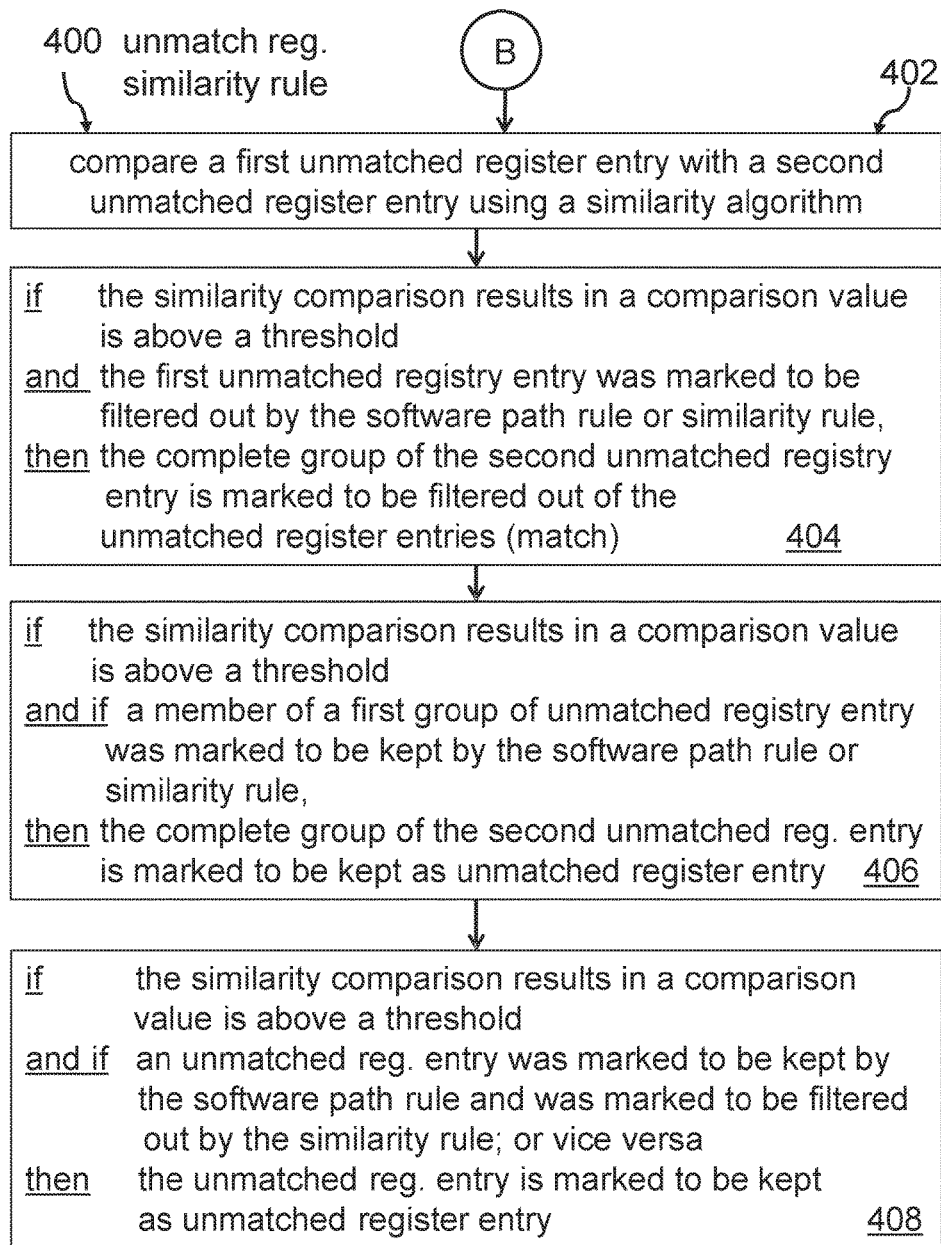 400 unmatch reg.
similarity rule
B
402
compare a first unmatched register entry with a second
unmatched register entry using a similarity algorithm
if the similarity comparison results in a comparison value
is above a threshold
and the first unmatched registry entry was marked to be
filtered out by the software path rule or similarity rule,
then the complete group of the second unmatched registry
entry is marked to be filtered out of the
unmatched register entries (match) 404
if the similarity comparison results in a comparison value
is above a threshold
and if a member of a first group of unmatched registry entry
was marked to be kept by the software path rule or
similarity rule,
then the complete group of the second unmatched reg. entry
is marked to be kept as unmatched register entry 406
if the similarity comparison results in a comparison
value is above a threshold
and if an unmatched reg. entry was marked to be kept by
the software path rule and was marked to be filtered
out by the similarity rule; or vice versa
then the unmatched reg. entry is marked to be kept
as unmatched register entry 408